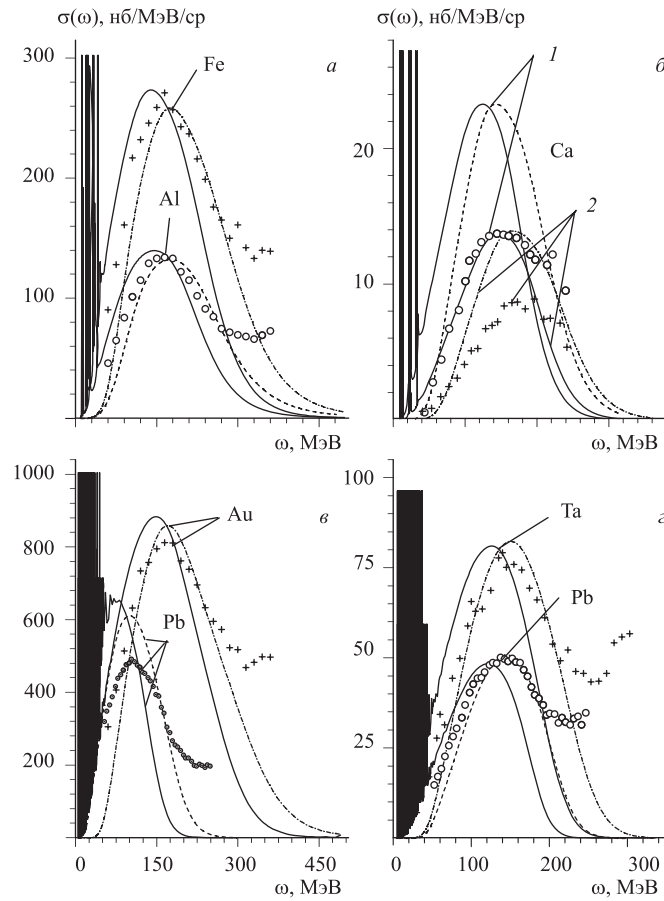 σ(ω), нб/МэВ/ср
300
200
100
Fe
Al
а
ω, МэВ
σ(ω), нб/МэВ/ср
20
10
1
б
Ca
2
ω, МэВ
1000
800
600
400
200
Au
в
Pb
0 150 300 450
ω, МэВ
100
75
50
25
Ta
г
Pb
0 100 200 300
ω, МэВ